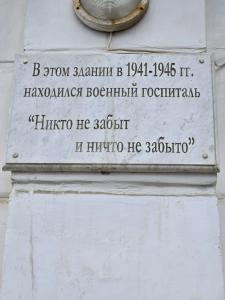 В этом здании в 1941-1945 гг.
находился военный госпиталь
“Никто не забыт
и ничто не забыто”